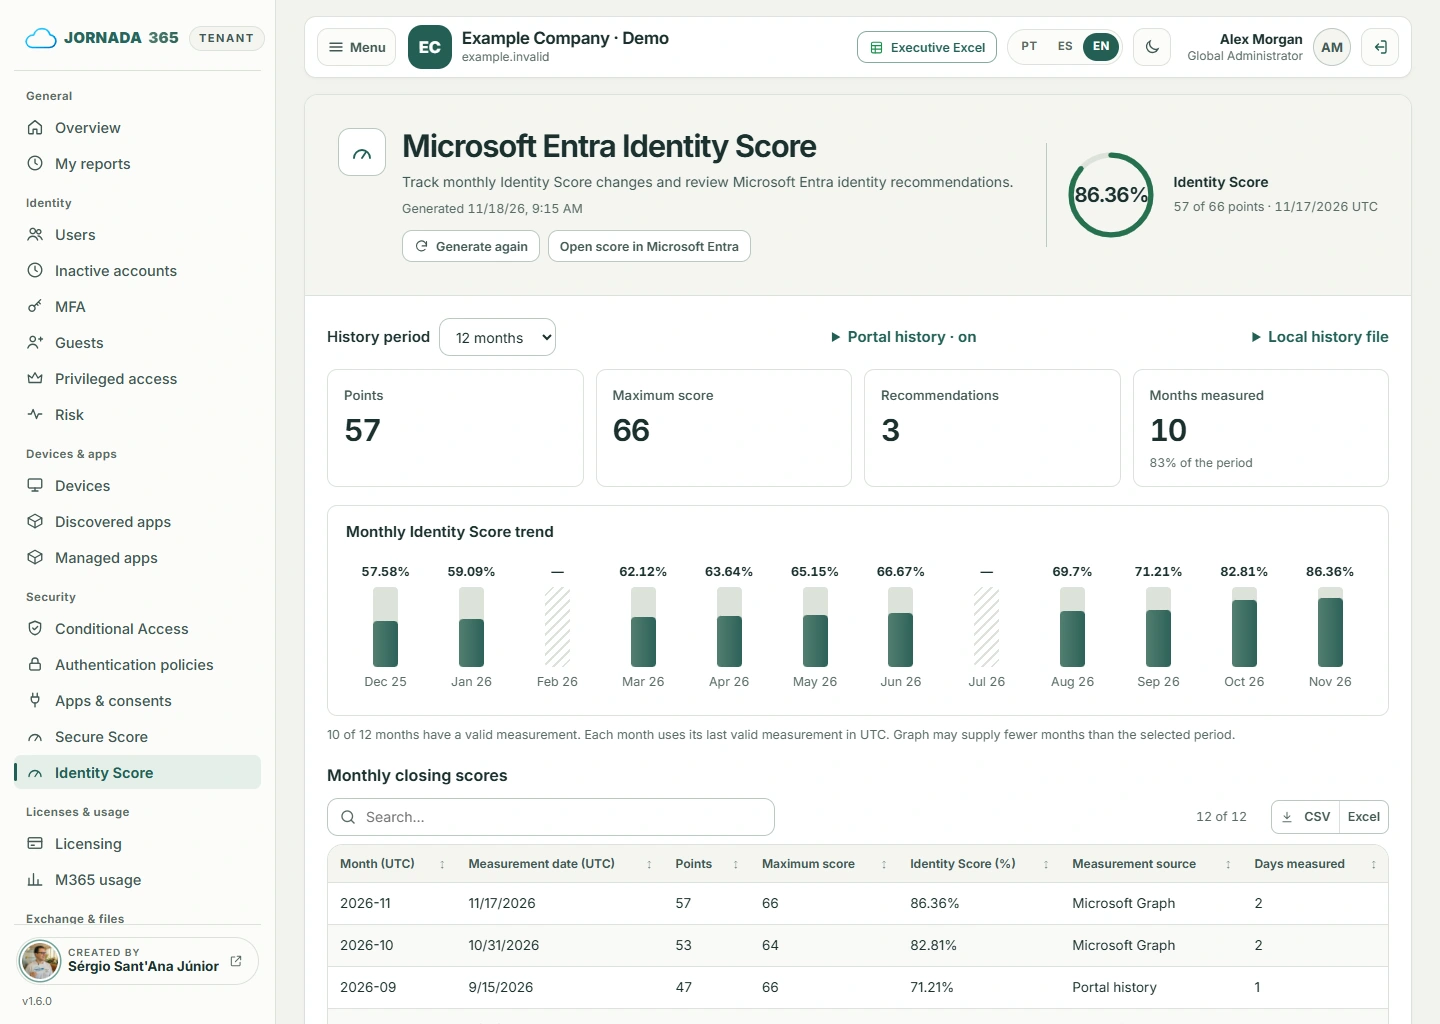 JORNADA 365 TENANT
General
Overview
My reports
Identity
Users
Inactive accounts
MFA
Guests
Privileged access
Risk
Devices & apps
Devices
Discovered apps
Managed apps
Security
Conditional Access
Authentication policies
Apps & consents
Secure Score
Identity Score
Licenses & usage
Licensing
M365 usage
Exchange & files
CREATED BY
Sérgio Sant'Ana Júnior
v1.6.0
Menu
EC
Example Company · Demo
example.invalid
Executive Excel
PT ES EN
Alex Morgan
Global Administrator
AM
Microsoft Entra Identity Score
Track monthly Identity Score changes and review Microsoft Entra identity recommendations.
Generated 11/18/26, 9:15 AM
Generate again
Open score in Microsoft Entra
86.36%
Identity Score
57 of 66 points · 11/17/2026 UTC
History period 12 months
Portal history · on
Local history file
Points
57
Maximum score
66
Recommendations
3
Months measured
10
83% of the period
Monthly Identity Score trend
57.58% 59.09% — 62.12% 63.64% 65.15% 66.67% — 69.7% 71.21% 82.81% 86.36%
Dec 25 Jan 26 Feb 26 Mar 26 Apr 26 May 26 Jun 26 Jul 26 Aug 26 Sep 26 Oct 26 Nov 26
10 of 12 months have a valid measurement. Each month uses its last valid measurement in UTC. Graph may supply fewer months than the selected period.
Monthly closing scores
Search...
12 of 12
CSV Excel
Month (UTC) Measurement date (UTC) Points Maximum score Identity Score (%) Measurement source Days measured
2026-11 11/17/2026 57 66 86.36% Microsoft Graph 2
2026-10 10/31/2026 53 64 82.81% Microsoft Graph 2
2026-09 9/15/2026 47 66 71.21% Portal history 1